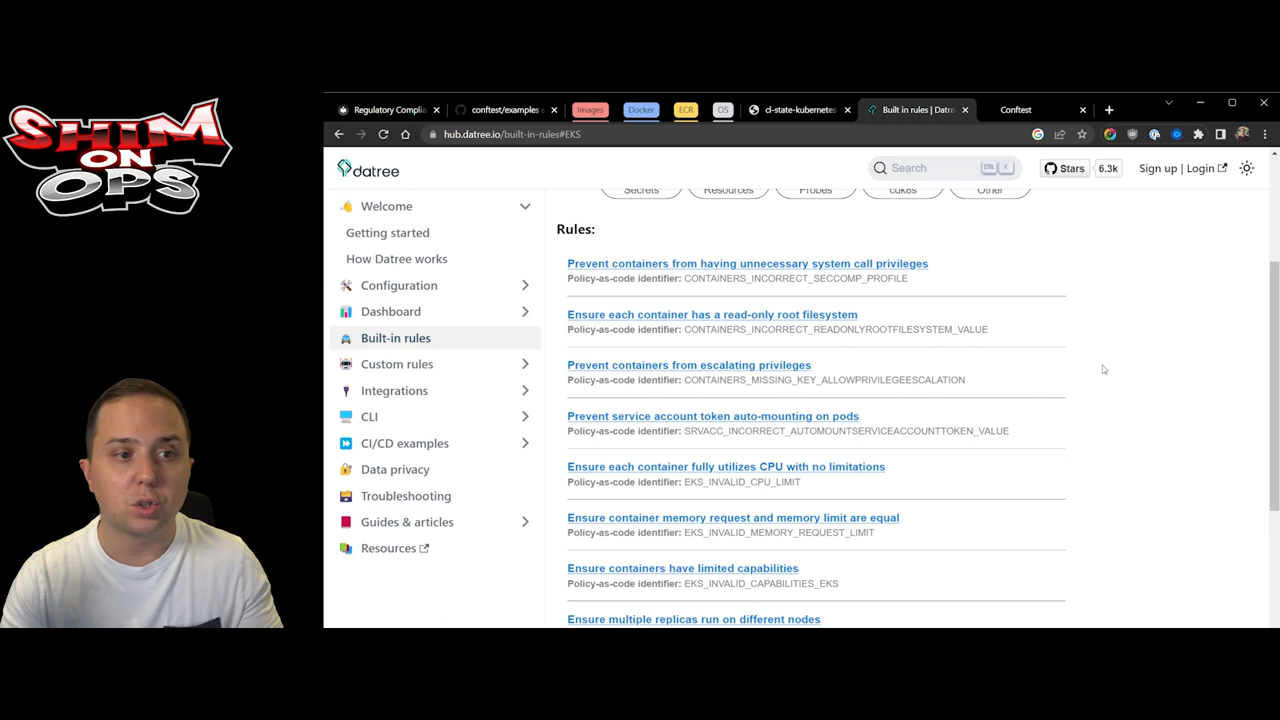 SHIM
ON
OPS
Regulatory Complia
conftest/examples a
Images
Docker
ECR
OS
cl-state-kubernetes-
Built in rules | Datre
Conftest
hub.datree.io/built-in-rules#EKS
datree
Search
CTRL K
Stars
6.3k
Sign up | Login
Welcome
Getting started
How Datree works
Configuration
Dashboard
Built-in rules
Custom rules
Integrations
CLI
CI/CD examples
Data privacy
Troubleshooting
Guides & articles
Resources
Secrets
Resources
Probes
Other
Rules:
Prevent containers from having unnecessary system call privileges
Policy-as-code identifier: CONTAINERS_INCORRECT_SECCOMP_PROFILE
Ensure each container has a read-only root filesystem
Policy-as-code identifier: CONTAINERS_INCORRECT_READONLYROOTFILESYSTEM_VALUE
Prevent containers from escalating privileges
Policy-as-code identifier: CONTAINERS_MISSING_KEY_ALLOWPRIVILEGEESCALATION
Prevent service account token auto-mounting on pods
Policy-as-code identifier: SRVACC_INCORRECT_AUTOMOUNTSERVICEACCOUNTTOKEN_VALUE
Ensure each container fully utilizes CPU with no limitations
Policy-as-code identifier: EKS_INVALID_CPU_LIMIT
Ensure container memory request and memory limit are equal
Policy-as-code identifier: EKS_INVALID_MEMORY_REQUEST_LIMIT
Ensure containers have limited capabilities
Policy-as-code identifier: EKS_INVALID_CAPABILITIES_EKS
Ensure multiple replicas run on different nodes